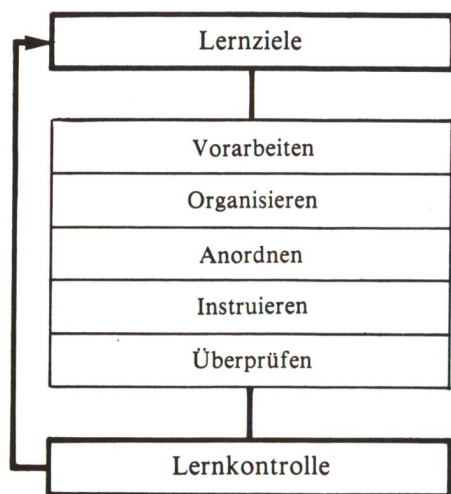 Lernziele
Vorarbeiten
Organisieren
Anordnen
Instruieren
Überprüfen
Lernkontrolle